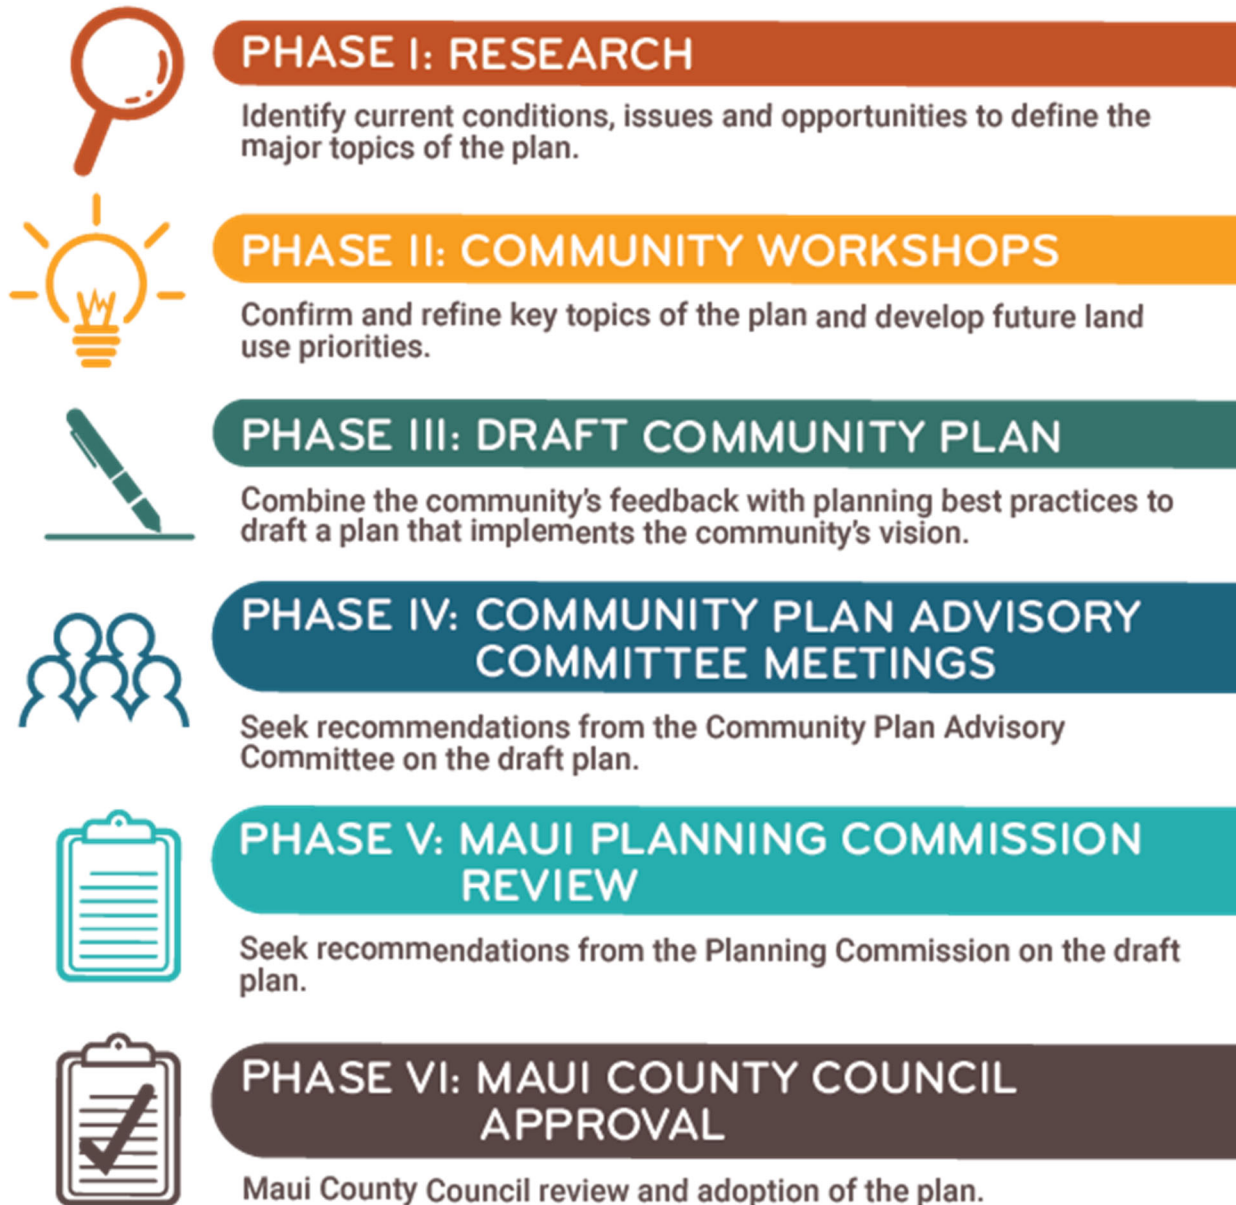 PHASE I: RESEARCH
Identify current conditions, issues and opportunities to define the
major topics of the plan.
PHASE II: COMMUNITY WORKSHOPS
Confirm and refine key topics of the plan and develop future land
use priorities.
PHASE III: DRAFT COMMUNITY PLAN
Combine the community's feedback with planning best practices to
draft a plan that implements the community's vision.
PHASE IV: COMMUNITY PLAN ADVISORY
COMMITTEE MEETINGS
Seek recommendations from the Community Plan Advisory
Committee on the draft plan.
PHASE V: MAUI PLANNING COMMISSION
REVIEW
Seek recommendations from the Planning Commission on the draft
plan.
PHASE VI: MAUI COUNTY COUNCIL
APPROVAL
Maui County Council review and adoption of the plan.